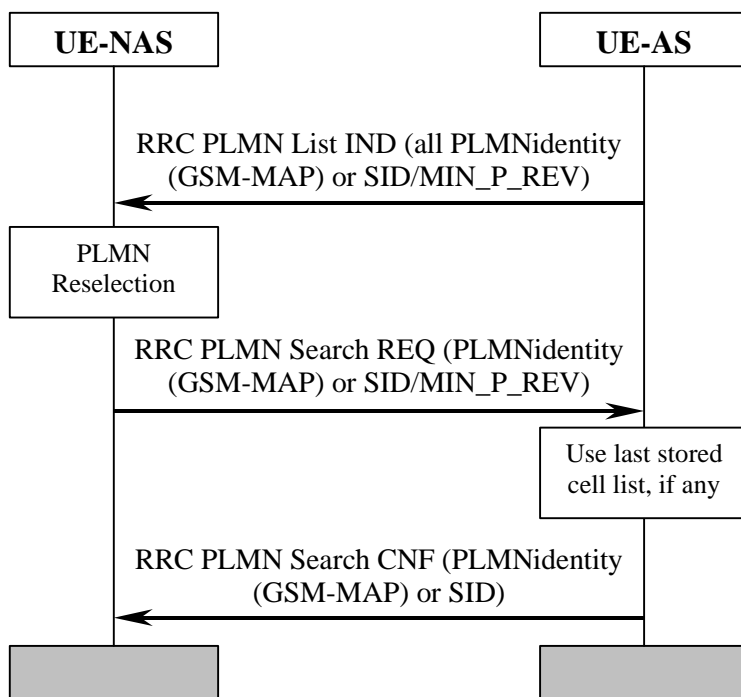 UE-NAS
UE-AS
RRC PLMN List IND (all PLMNidentity
(GSM-MAP) or SID/MIN_P_REV)
PLMN
Reselection
RRC PLMN Search REQ (PLMNidentity
(GSM-MAP) or SID/MIN_P_REV)
Use last stored
cell list, if any
RRC PLMN Search CNF (PLMNidentity
(GSM-MAP) or SID)